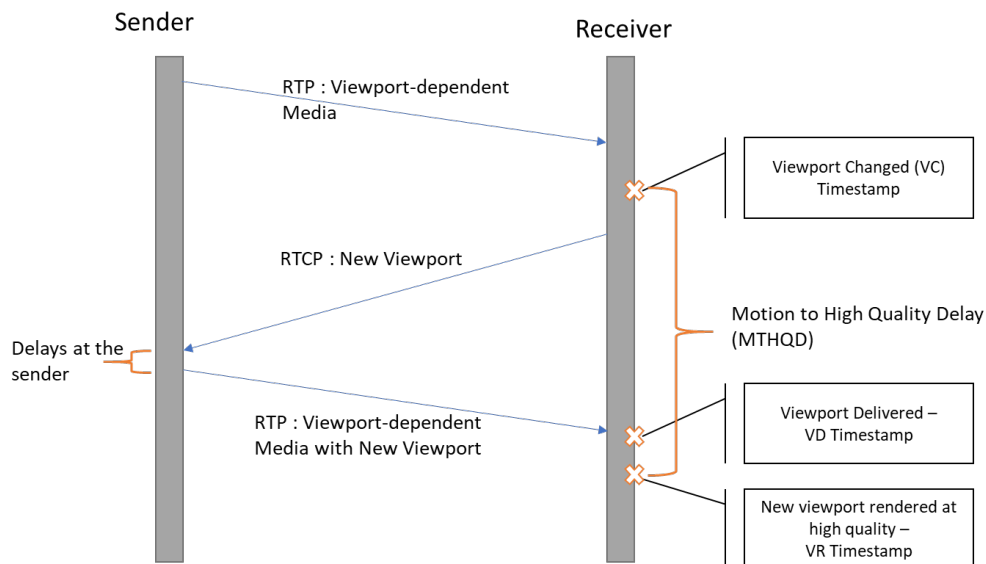 Sender
Receiver
RTP : Viewport-dependent
Media
Viewport Changed (VC)
Timestamp
RTCP : New Viewport
Motion to High Quality Delay
(MTHQD)
Delays at the
sender
RTP : Viewport-dependent
Media with New Viewport
Viewport Delivered –
VD Timestamp
New viewport rendered at
high quality –
VR Timestamp